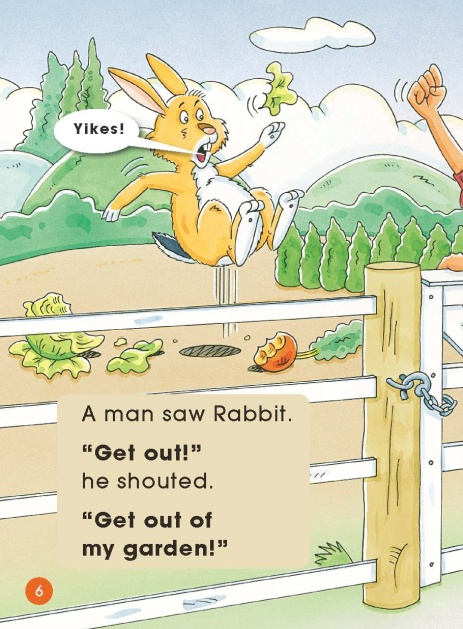 Yikes!
A man saw Rabbit.
“Get out!”
he shouted.
“Get out of
my garden!”
6